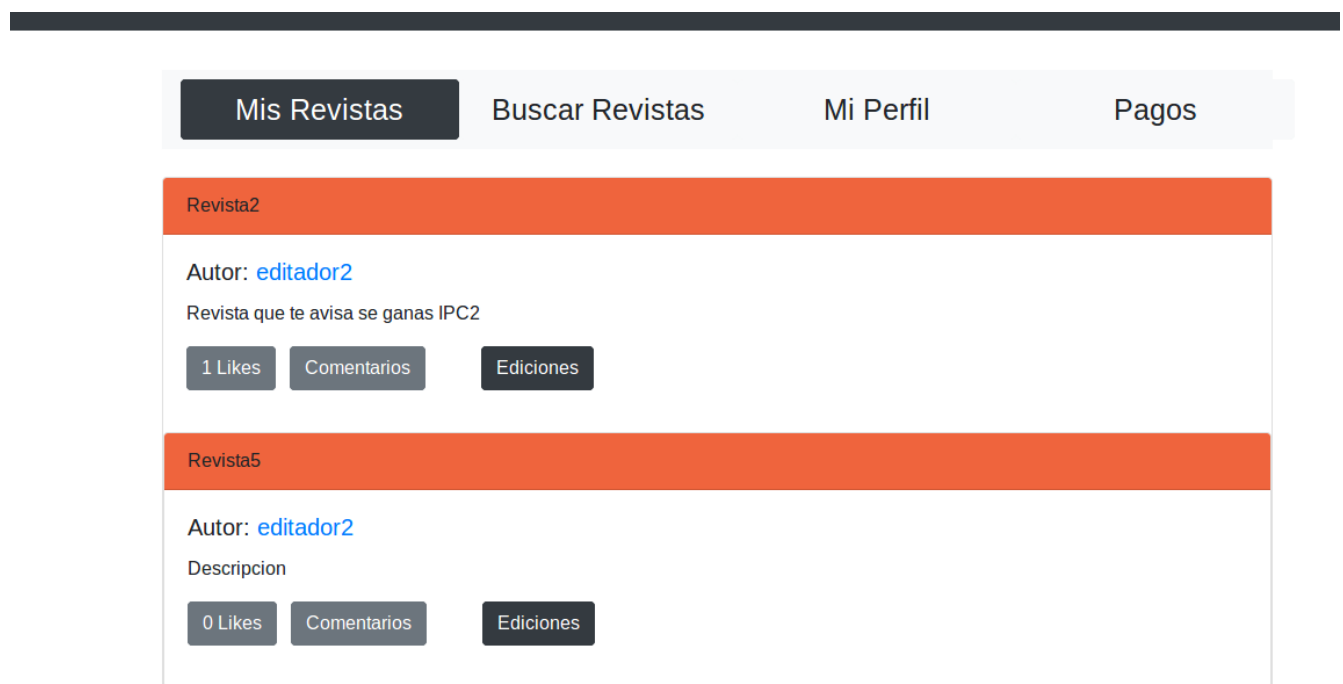 Mis Revistas Buscar Revistas Mi Perfil Pagos
Revista2
Autor: editador2
Revista que te avisa se ganas IPC2
1 Likes Comentarios Ediciones
Revista5
Autor: editador2
Descripcion
0 Likes Comentarios Ediciones